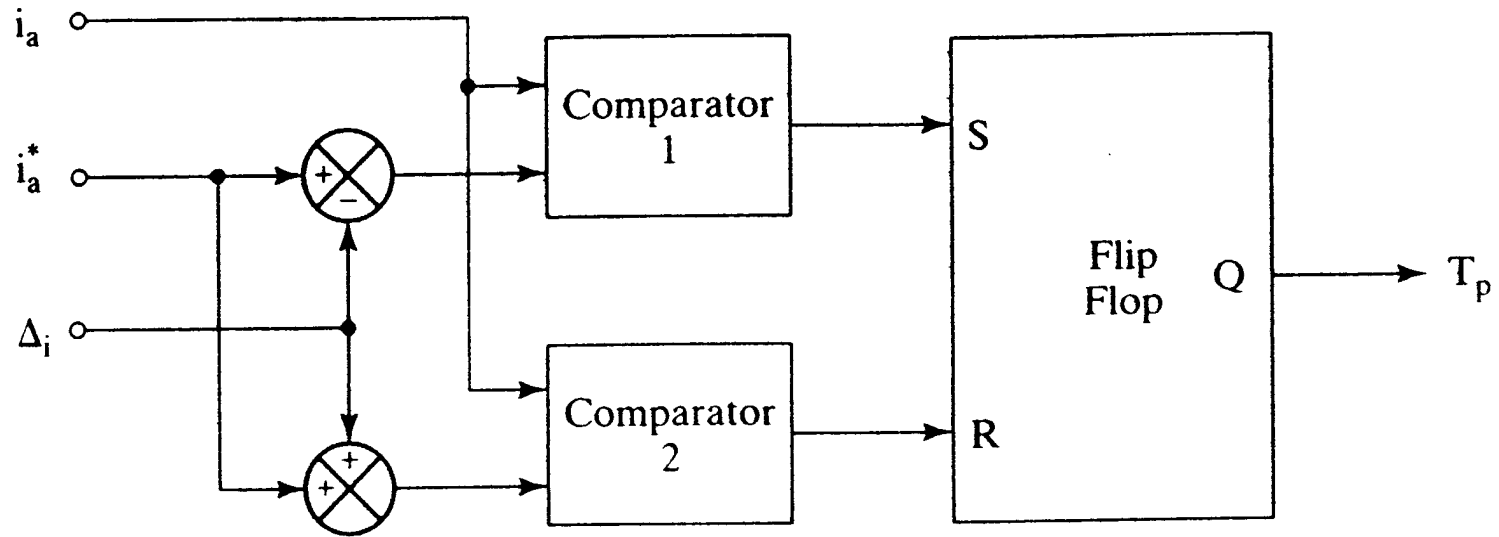 i_a
i_a^*
Δ_i
+
−
+
+
Comparator
1
Comparator
2
S
R
Flip
Flop
Q
T_p